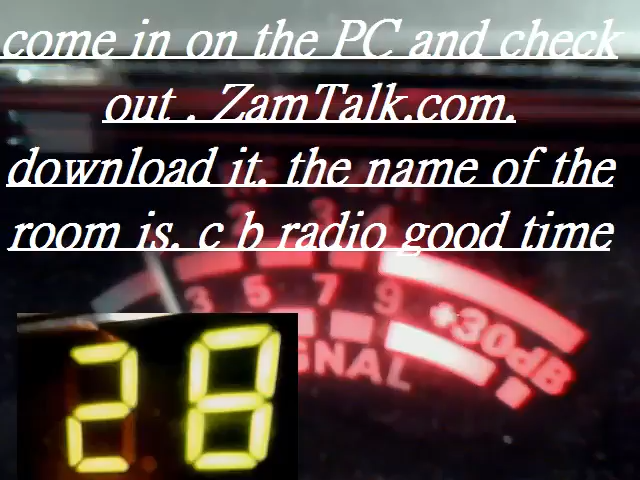 come in on the PC and check
out . ZamTalk.com.
download it. the name of the
room is. c b radio good time
3 5 7 9 +30dB
GNAL
28